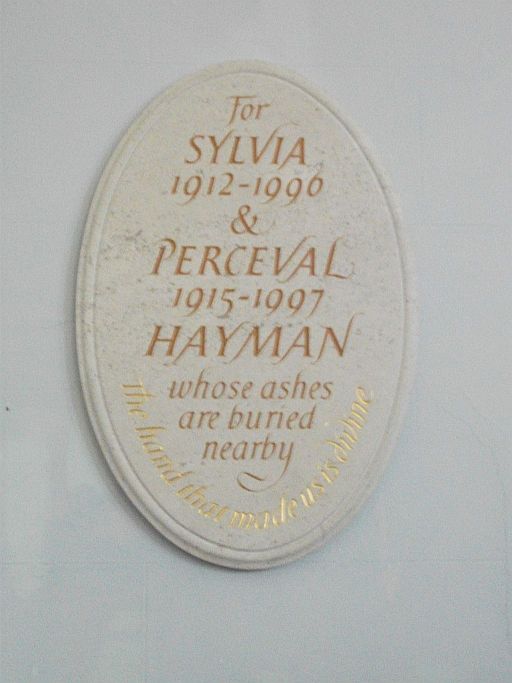 For
SYLVIA
1912-1996
&
PERCEVAL
1915-1997
HAYMAN
whose ashes
are buried
nearby
The hand that made us is divine